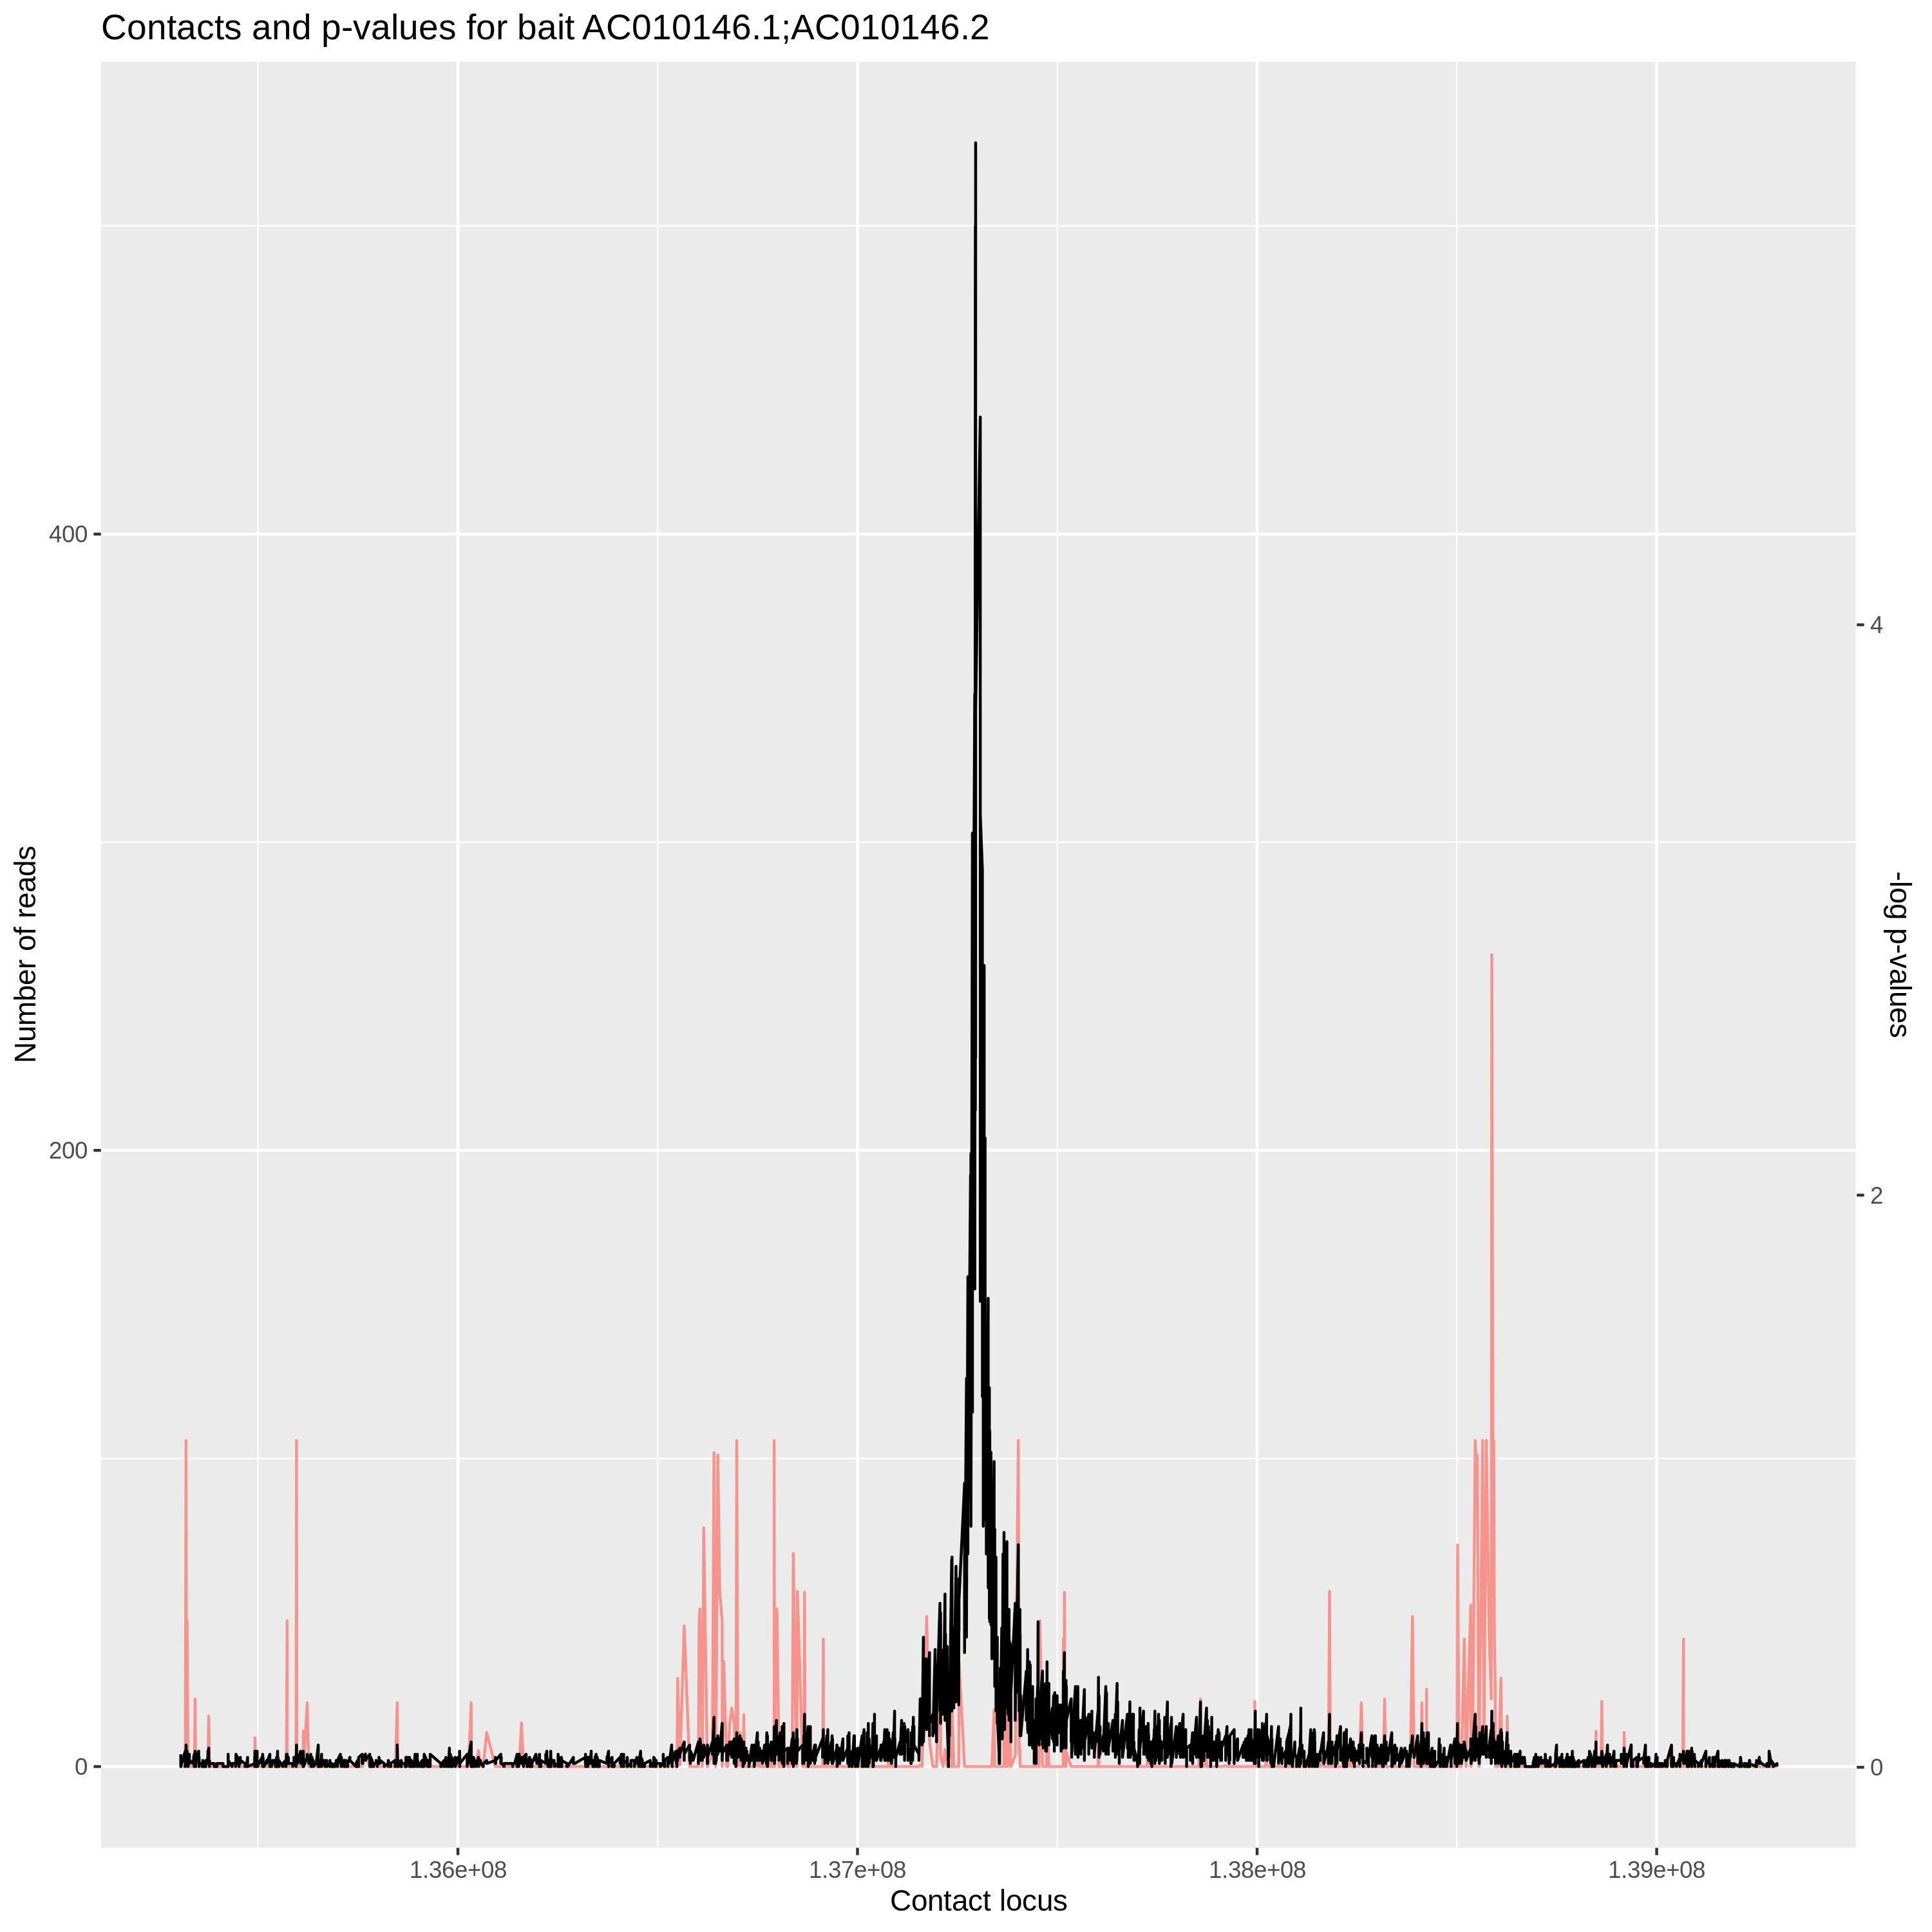 Contacts and p-values for bait AC010146.1;AC010146.2
400
200
0
Number of reads
4
2
0
-log p-values
1.36e+08
1.37e+08
1.38e+08
1.39e+08
Contact locus